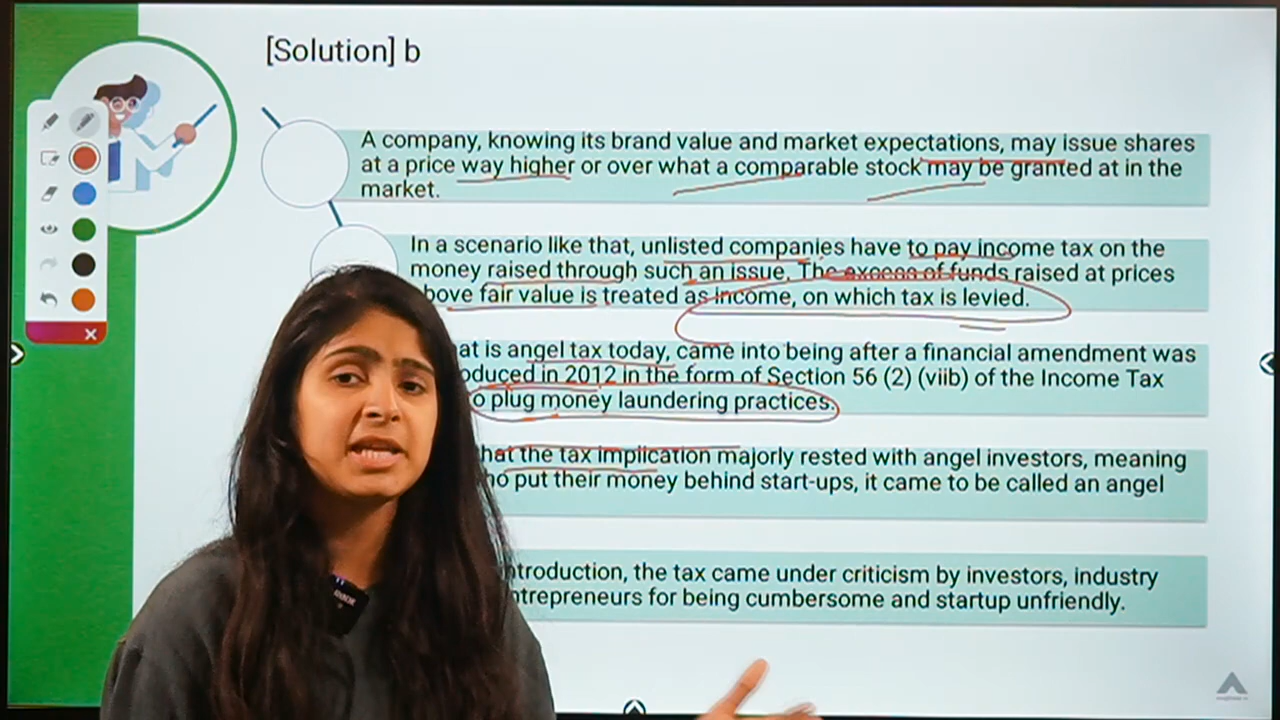 [Solution] b
A company, knowing its brand value and market expectations, may issue shares
at a price way higher or over what a comparable stock may be granted at in the
market.
In a scenario like that, unlisted companies have to pay income tax on the
money raised through such an issue. The excess of funds raised at prices
bove fair value is treated as income, on which tax is levied.
at is angel tax today, came into being after a financial amendment was
oduced in 2012 in the form of Section 56 (2) (viib) of the Income Tax
o plug money laundering practices.
hat the tax implication majorly rested with angel investors, meaning
ho put their money behind start-ups, it came to be called an angel
ntroduction, the tax came under criticism by investors, industry
ntrepreneurs for being cumbersome and startup unfriendly.